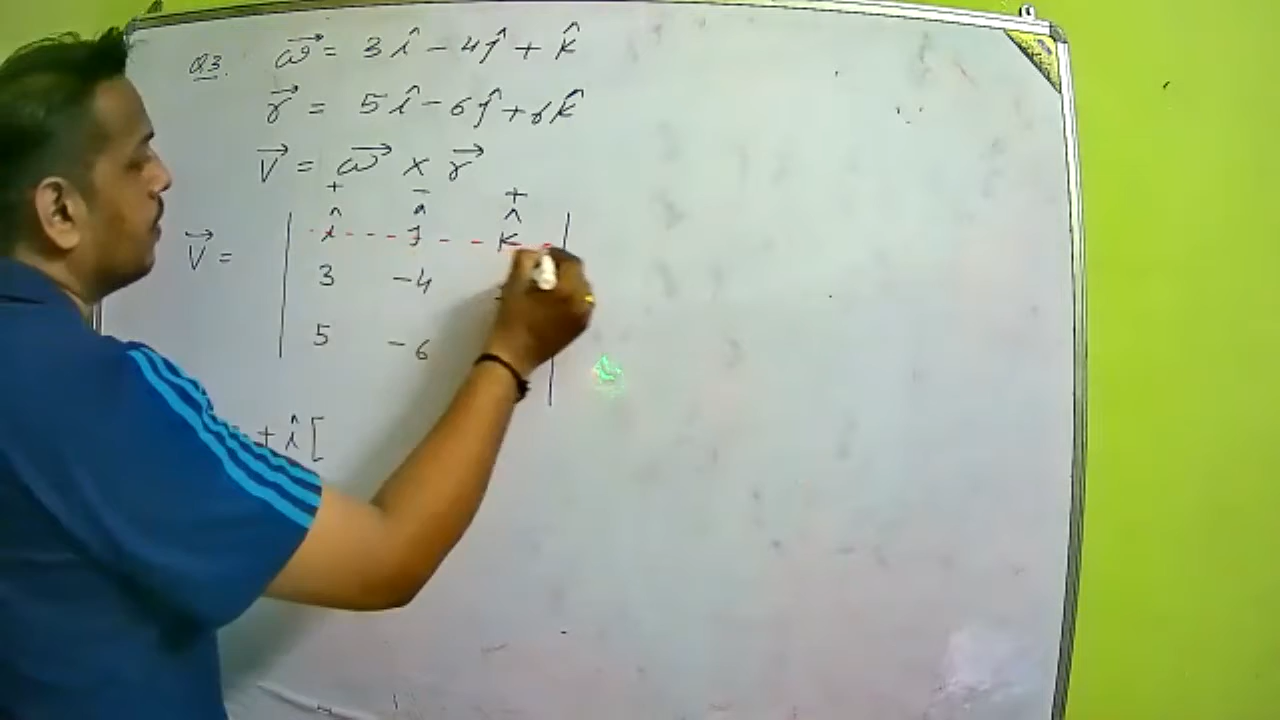 Q3. ω⃗ = 3î - 4ĵ + k̂
r⃗ = 5î - 6ĵ + 6k̂
V⃗ = ω⃗ × r⃗
+ - +
V⃗ = | î ĵ k̂ |
3 -4
5 -6
+ î [